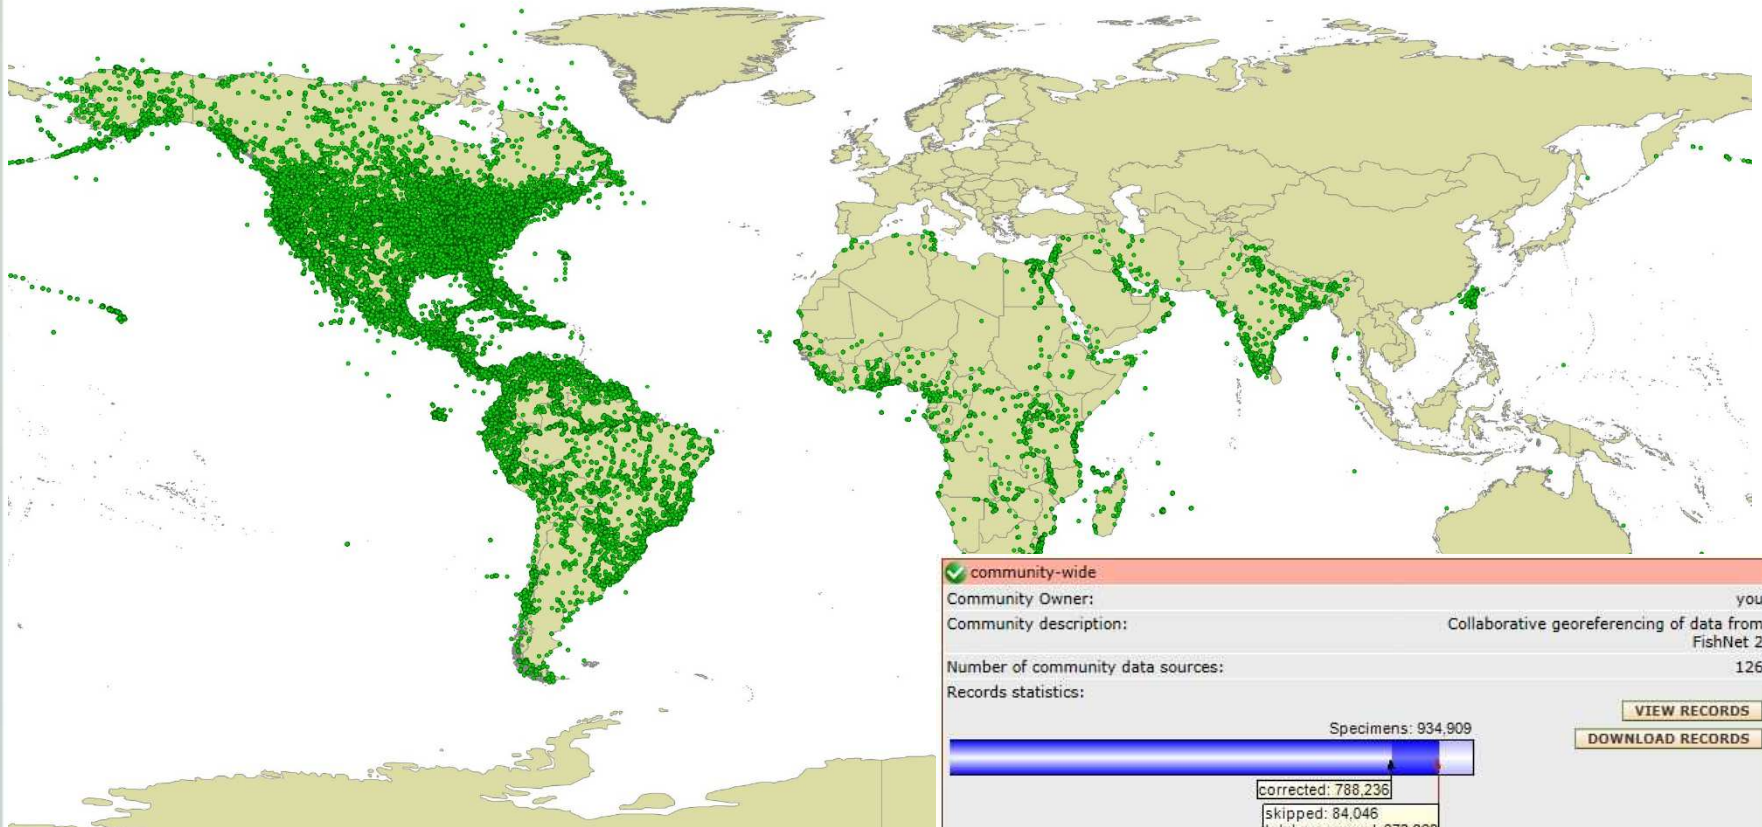 community-wide
Community Owner: you
Community description: Collaborative georeferencing of data from
FishNet 2
Number of community data sources: 126
Records statistics:
VIEW RECORDS
Specimens: 934,909
DOWNLOAD RECORDS
corrected: 788,236
skipped: 84,046